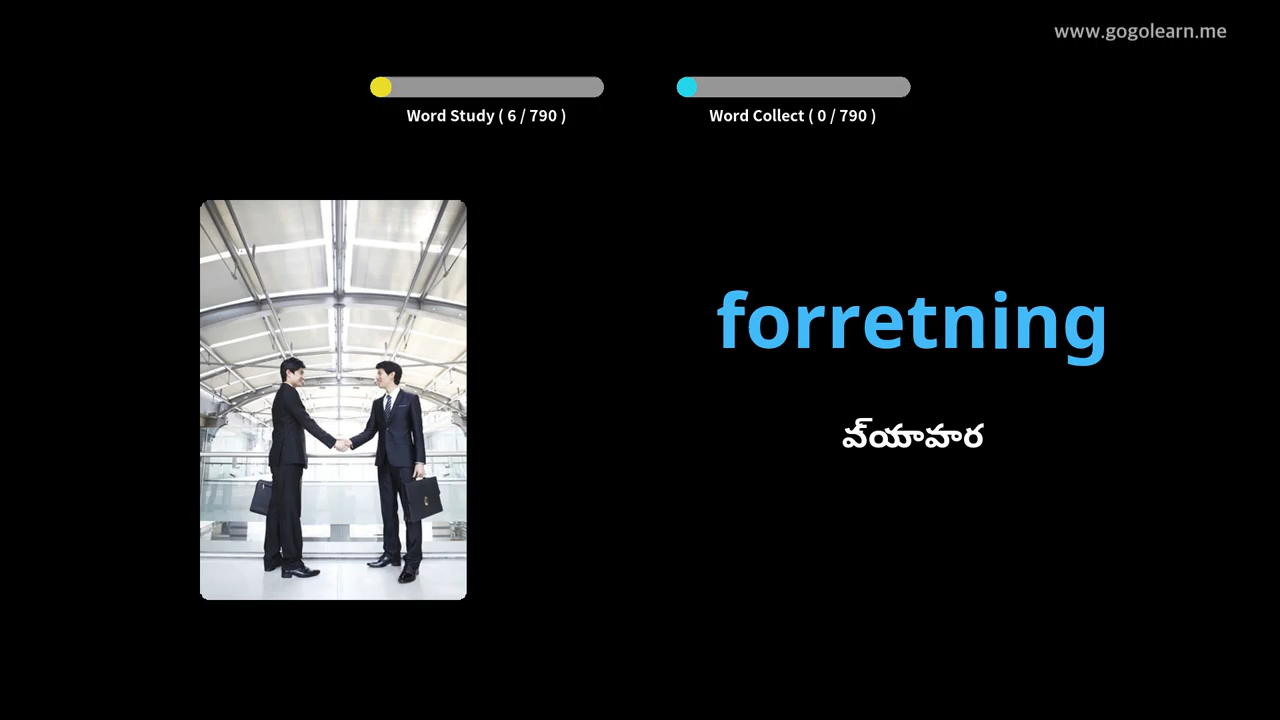 www.gogolearn.me
Word Study ( 6 / 790 )
Word Collect ( 0 / 790 )
forretning
వ్యాపార